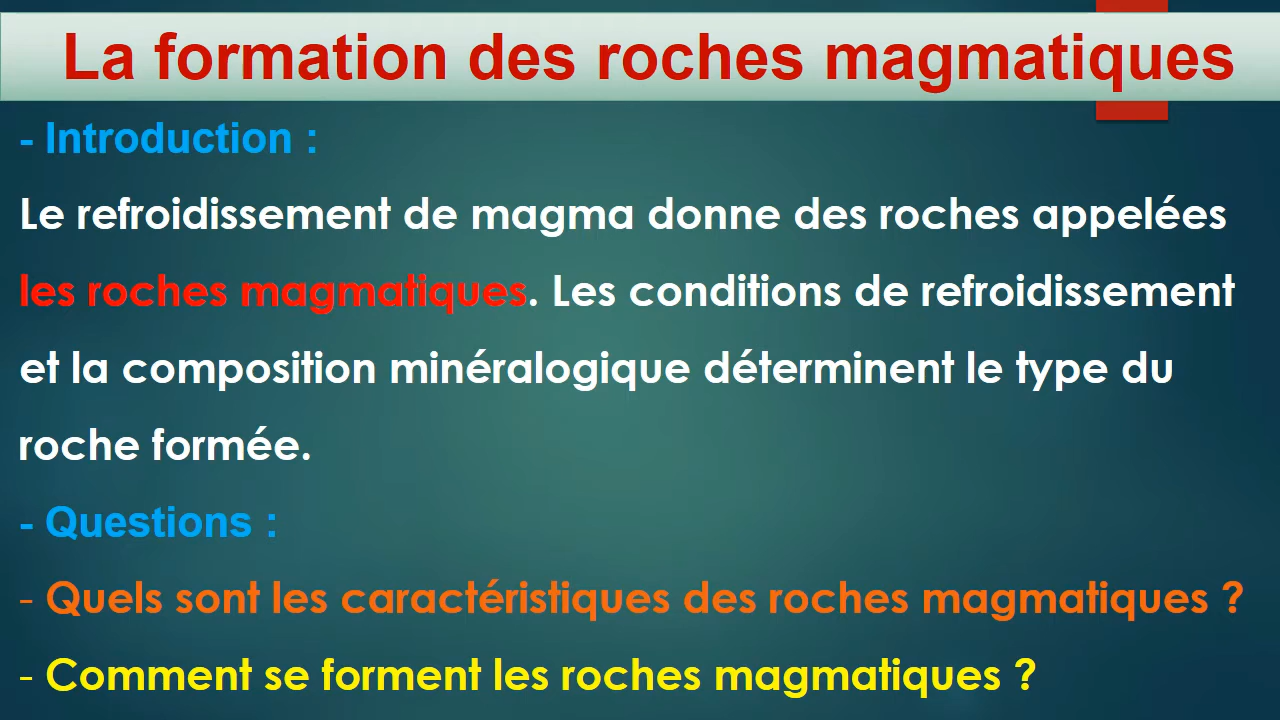 La formation des roches magmatiques
- Introduction :
Le refroidissement de magma donne des roches appelées
les roches magmatiques. Les conditions de refroidissement
et la composition minéralogique déterminent le type du
roche formée.
- Questions :
- Quels sont les caractéristiques des roches magmatiques ?
- Comment se forment les roches magmatiques ?